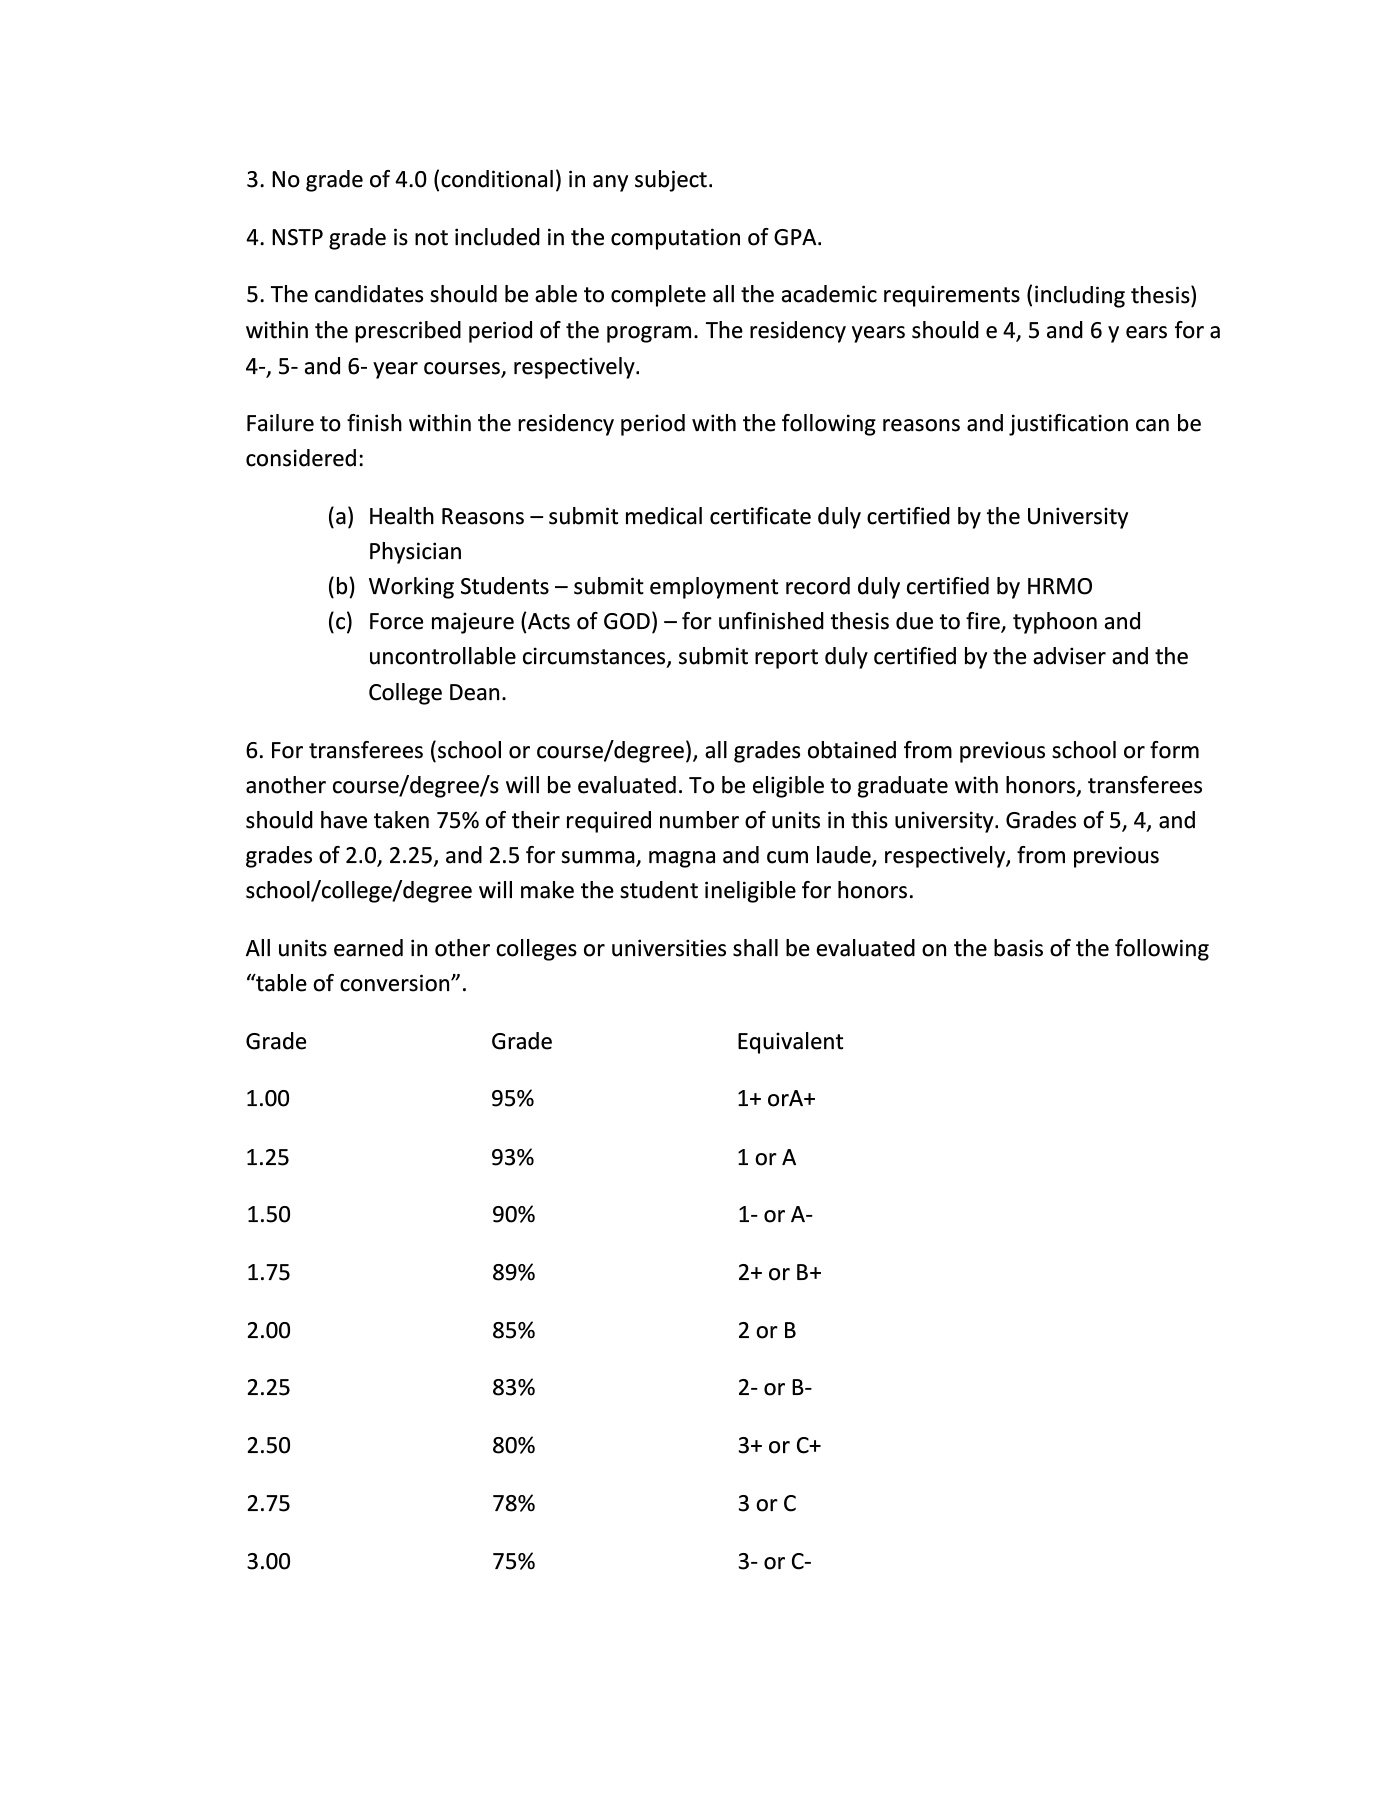 3. No grade of 4.0 (conditional) in any subject.
4. NSTP grade is not included in the computation of GPA.
5. The candidates should be able to complete all the academic requirements (including thesis)
within the prescribed period of the program. The residency years should e 4, 5 and 6 y ears for a
4-, 5- and 6- year courses, respectively.
Failure to finish within the residency period with the following reasons and justification can be
considered:
(a) Health Reasons – submit medical certificate duly certified by the University
Physician
(b) Working Students – submit employment record duly certified by HRMO
(c) Force majeure (Acts of GOD) – for unfinished thesis due to fire, typhoon and
uncontrollable circumstances, submit report duly certified by the adviser and the
College Dean.
6. For transferees (school or course/degree), all grades obtained from previous school or form
another course/degree/s will be evaluated. To be eligible to graduate with honors, transferees
should have taken 75% of their required number of units in this university. Grades of 5, 4, and
grades of 2.0, 2.25, and 2.5 for summa, magna and cum laude, respectively, from previous
school/college/degree will make the student ineligible for honors.
All units earned in other colleges or universities shall be evaluated on the basis of the following
“table of conversion”.
Grade Grade Equivalent
1.00 95% 1+ orA+
1.25 93% 1 or A
1.50 90% 1- or A-
1.75 89% 2+ or B+
2.00 85% 2 or B
2.25 83% 2- or B-
2.50 80% 3+ or C+
2.75 78% 3 or C
3.00 75% 3- or C-